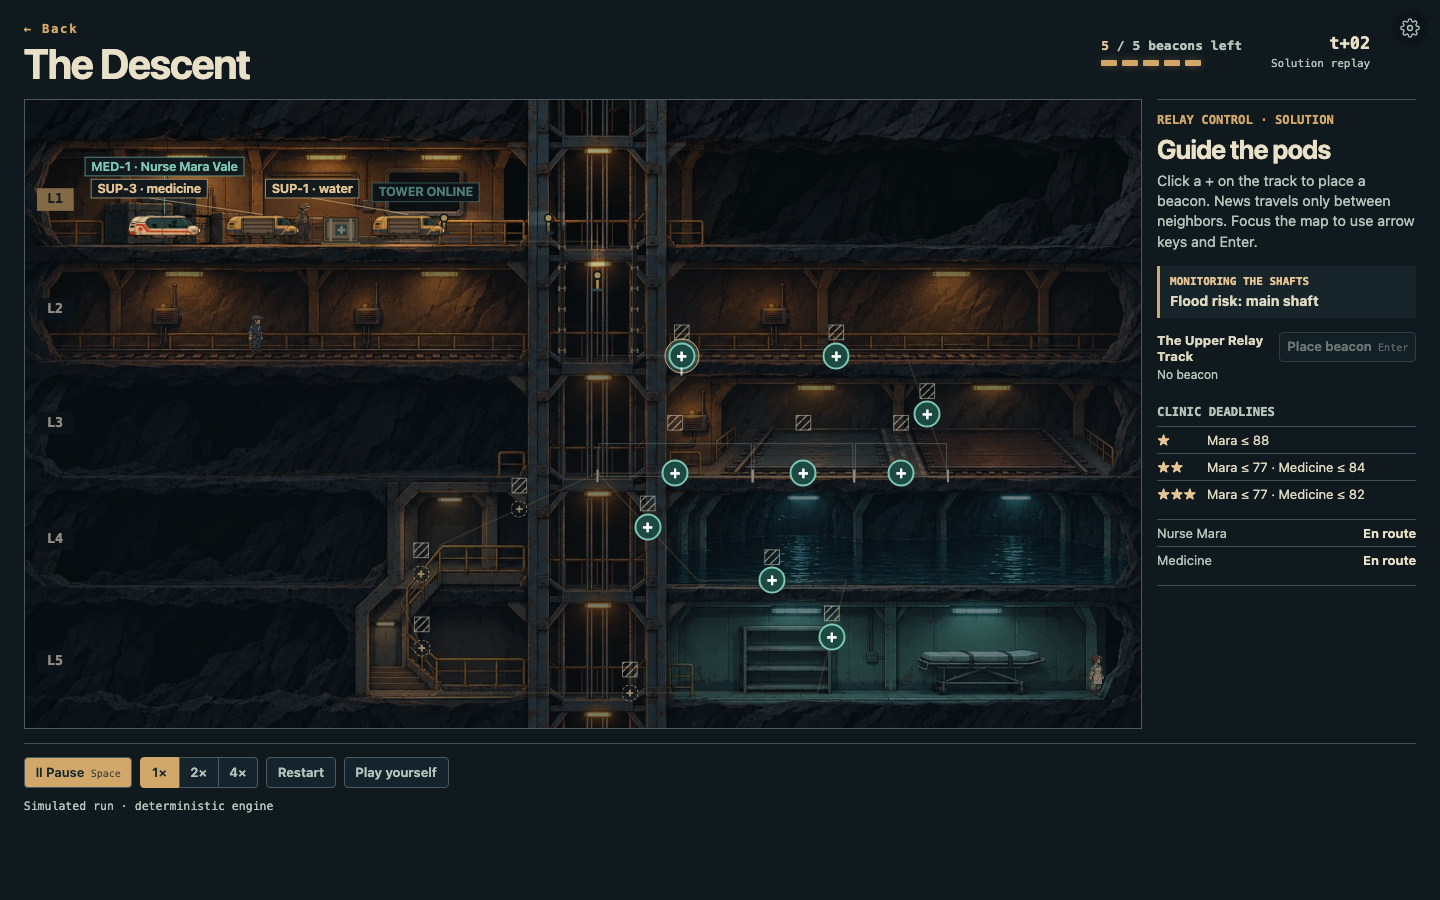 ← Back
The Descent
5 / 5 beacons left
t+02
Solution replay
MED-1 · Nurse Mara Vale
SUP-3 · medicine
SUP-1 · water
TOWER ONLINE
L1
L2
L3
L4
L5
RELAY CONTROL · SOLUTION
Guide the pods
Click a + on the track to place a
beacon. News travels only between
neighbors. Focus the map to use arrow
keys and Enter.
MONITORING THE SHAFTS
Flood risk: main shaft
The Upper Relay
Track
No beacon
Place beacon Enter
CLINIC DEADLINES
★ Mara ≤ 88
★★ Mara ≤ 77 · Medicine ≤ 84
★★★ Mara ≤ 77 · Medicine ≤ 82
Nurse Mara En route
Medicine En route
II Pause Space
1×
2×
4×
Restart
Play yourself
Simulated run · deterministic engine